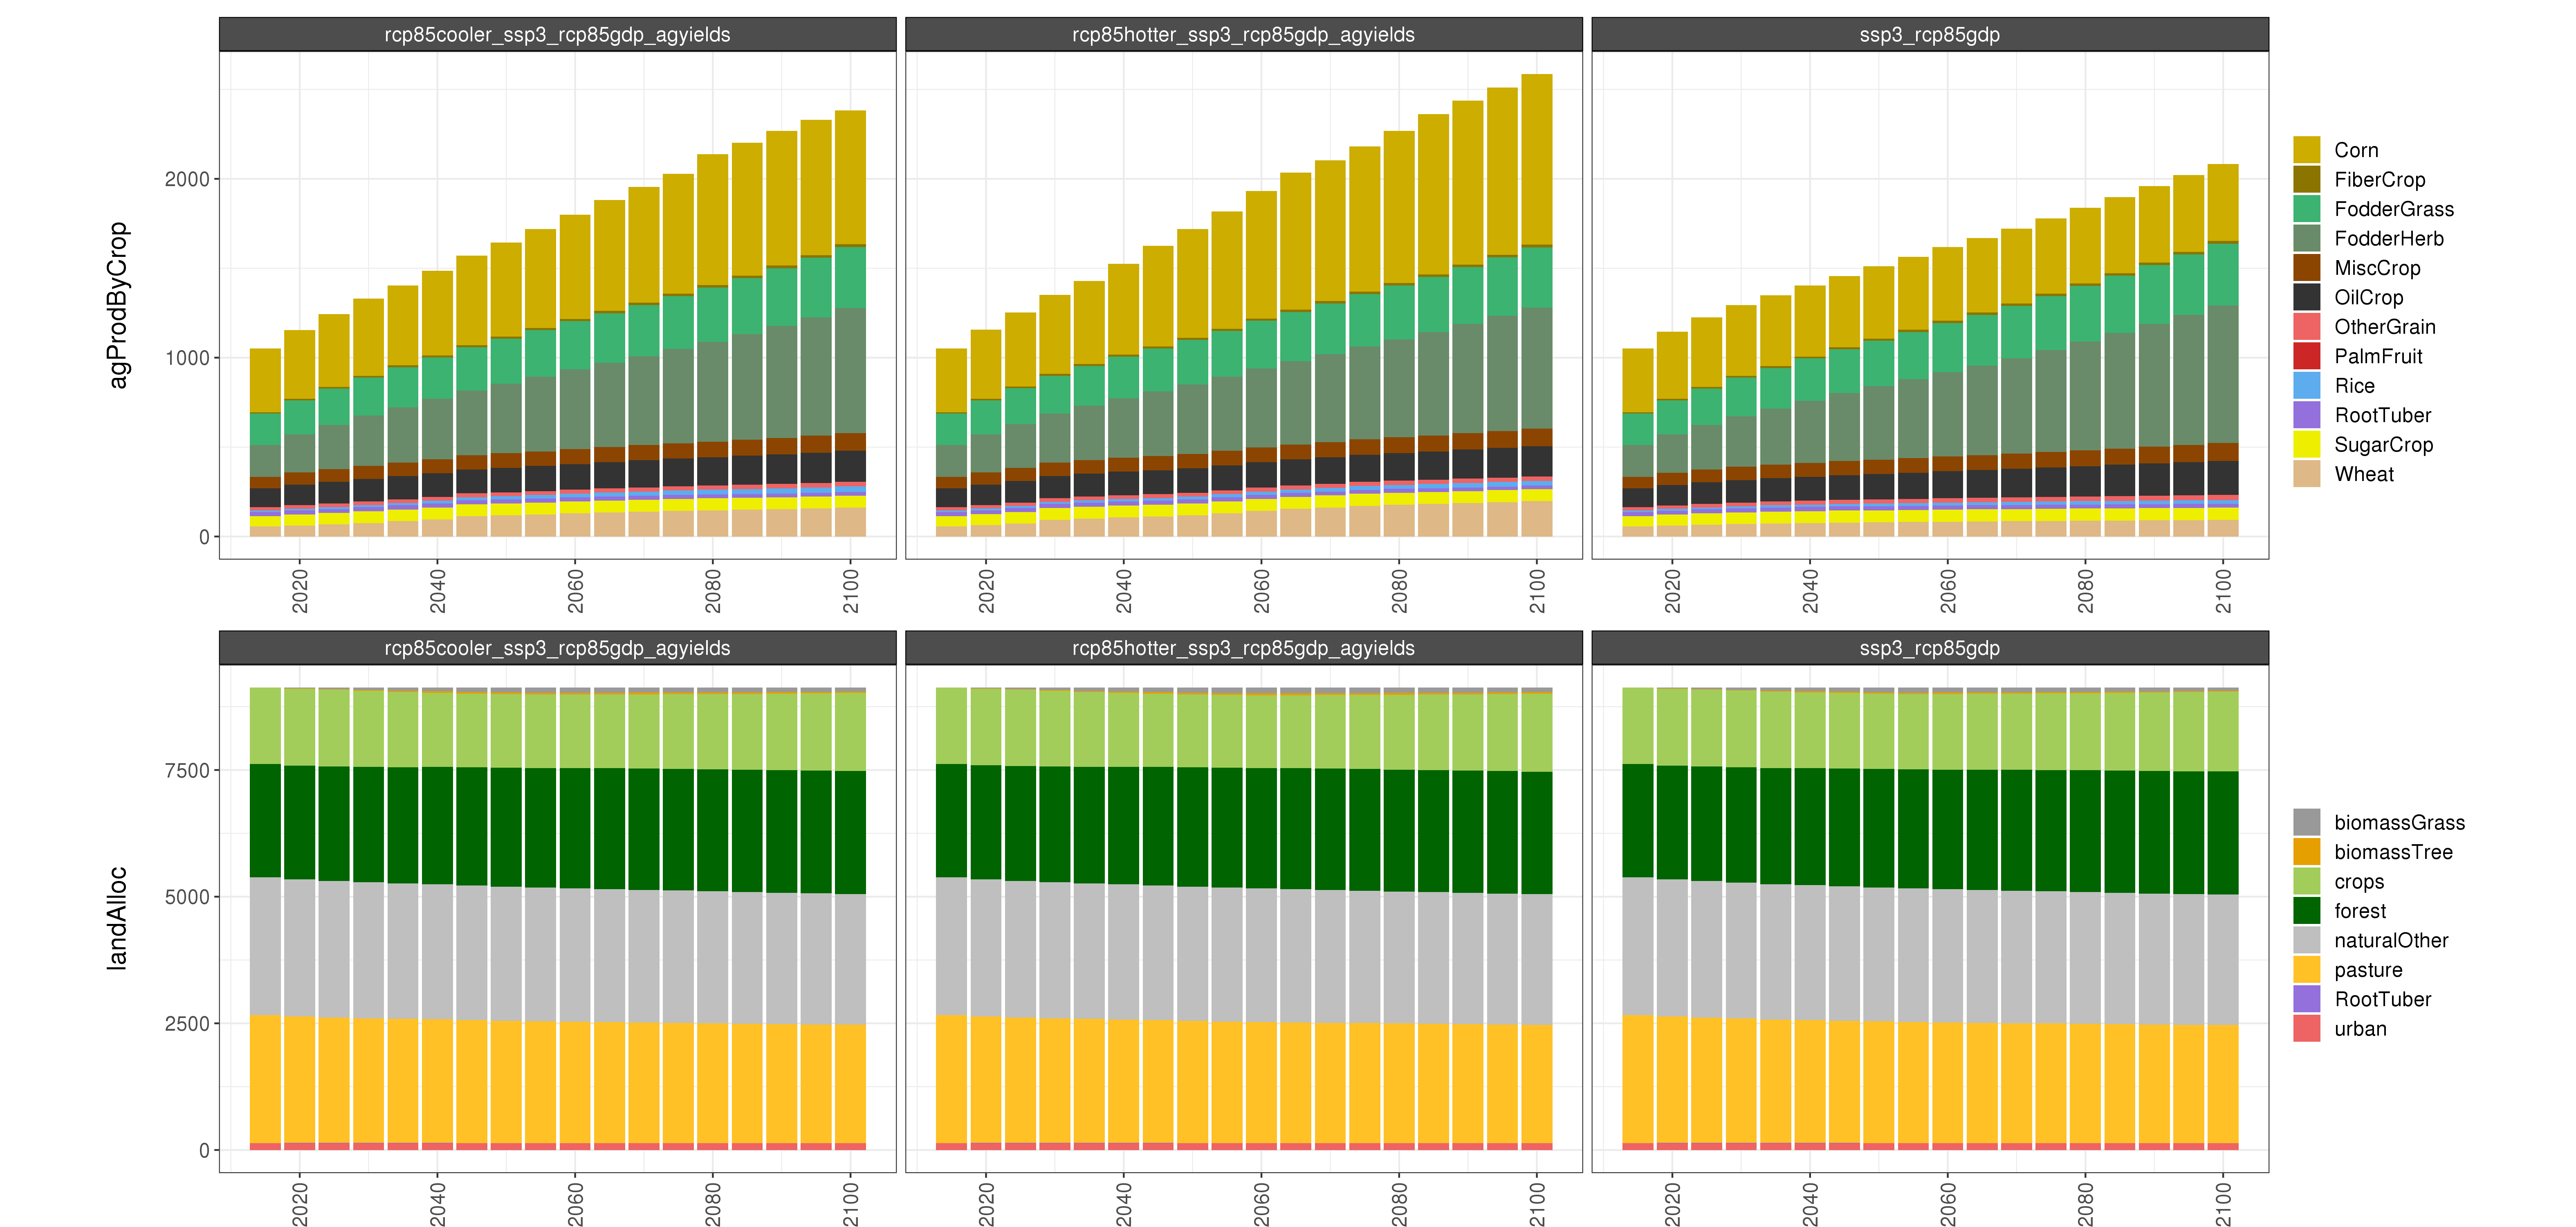 rcp85cooler_ssp3_rcp85gdp_agyields rcp85hotter_ssp3_rcp85gdp_agyields ssp3_rcp85gdp
agProdByCrop
2000
1000
0
2020 2040 2060 2080 2100 2020 2040 2060 2080 2100 2020 2040 2060 2080 2100
Corn
FiberCrop
FodderGrass
FodderHerb
MiscCrop
OilCrop
OtherGrain
PalmFruit
Rice
RootTuber
SugarCrop
Wheat
rcp85cooler_ssp3_rcp85gdp_agyields rcp85hotter_ssp3_rcp85gdp_agyields ssp3_rcp85gdp
landAlloc
7500
5000
2500
0
2020 2040 2060 2080 2100 2020 2040 2060 2080 2100 2020 2040 2060 2080 2100
biomassGrass
biomassTree
crops
forest
naturalOther
pasture
RootTuber
urban